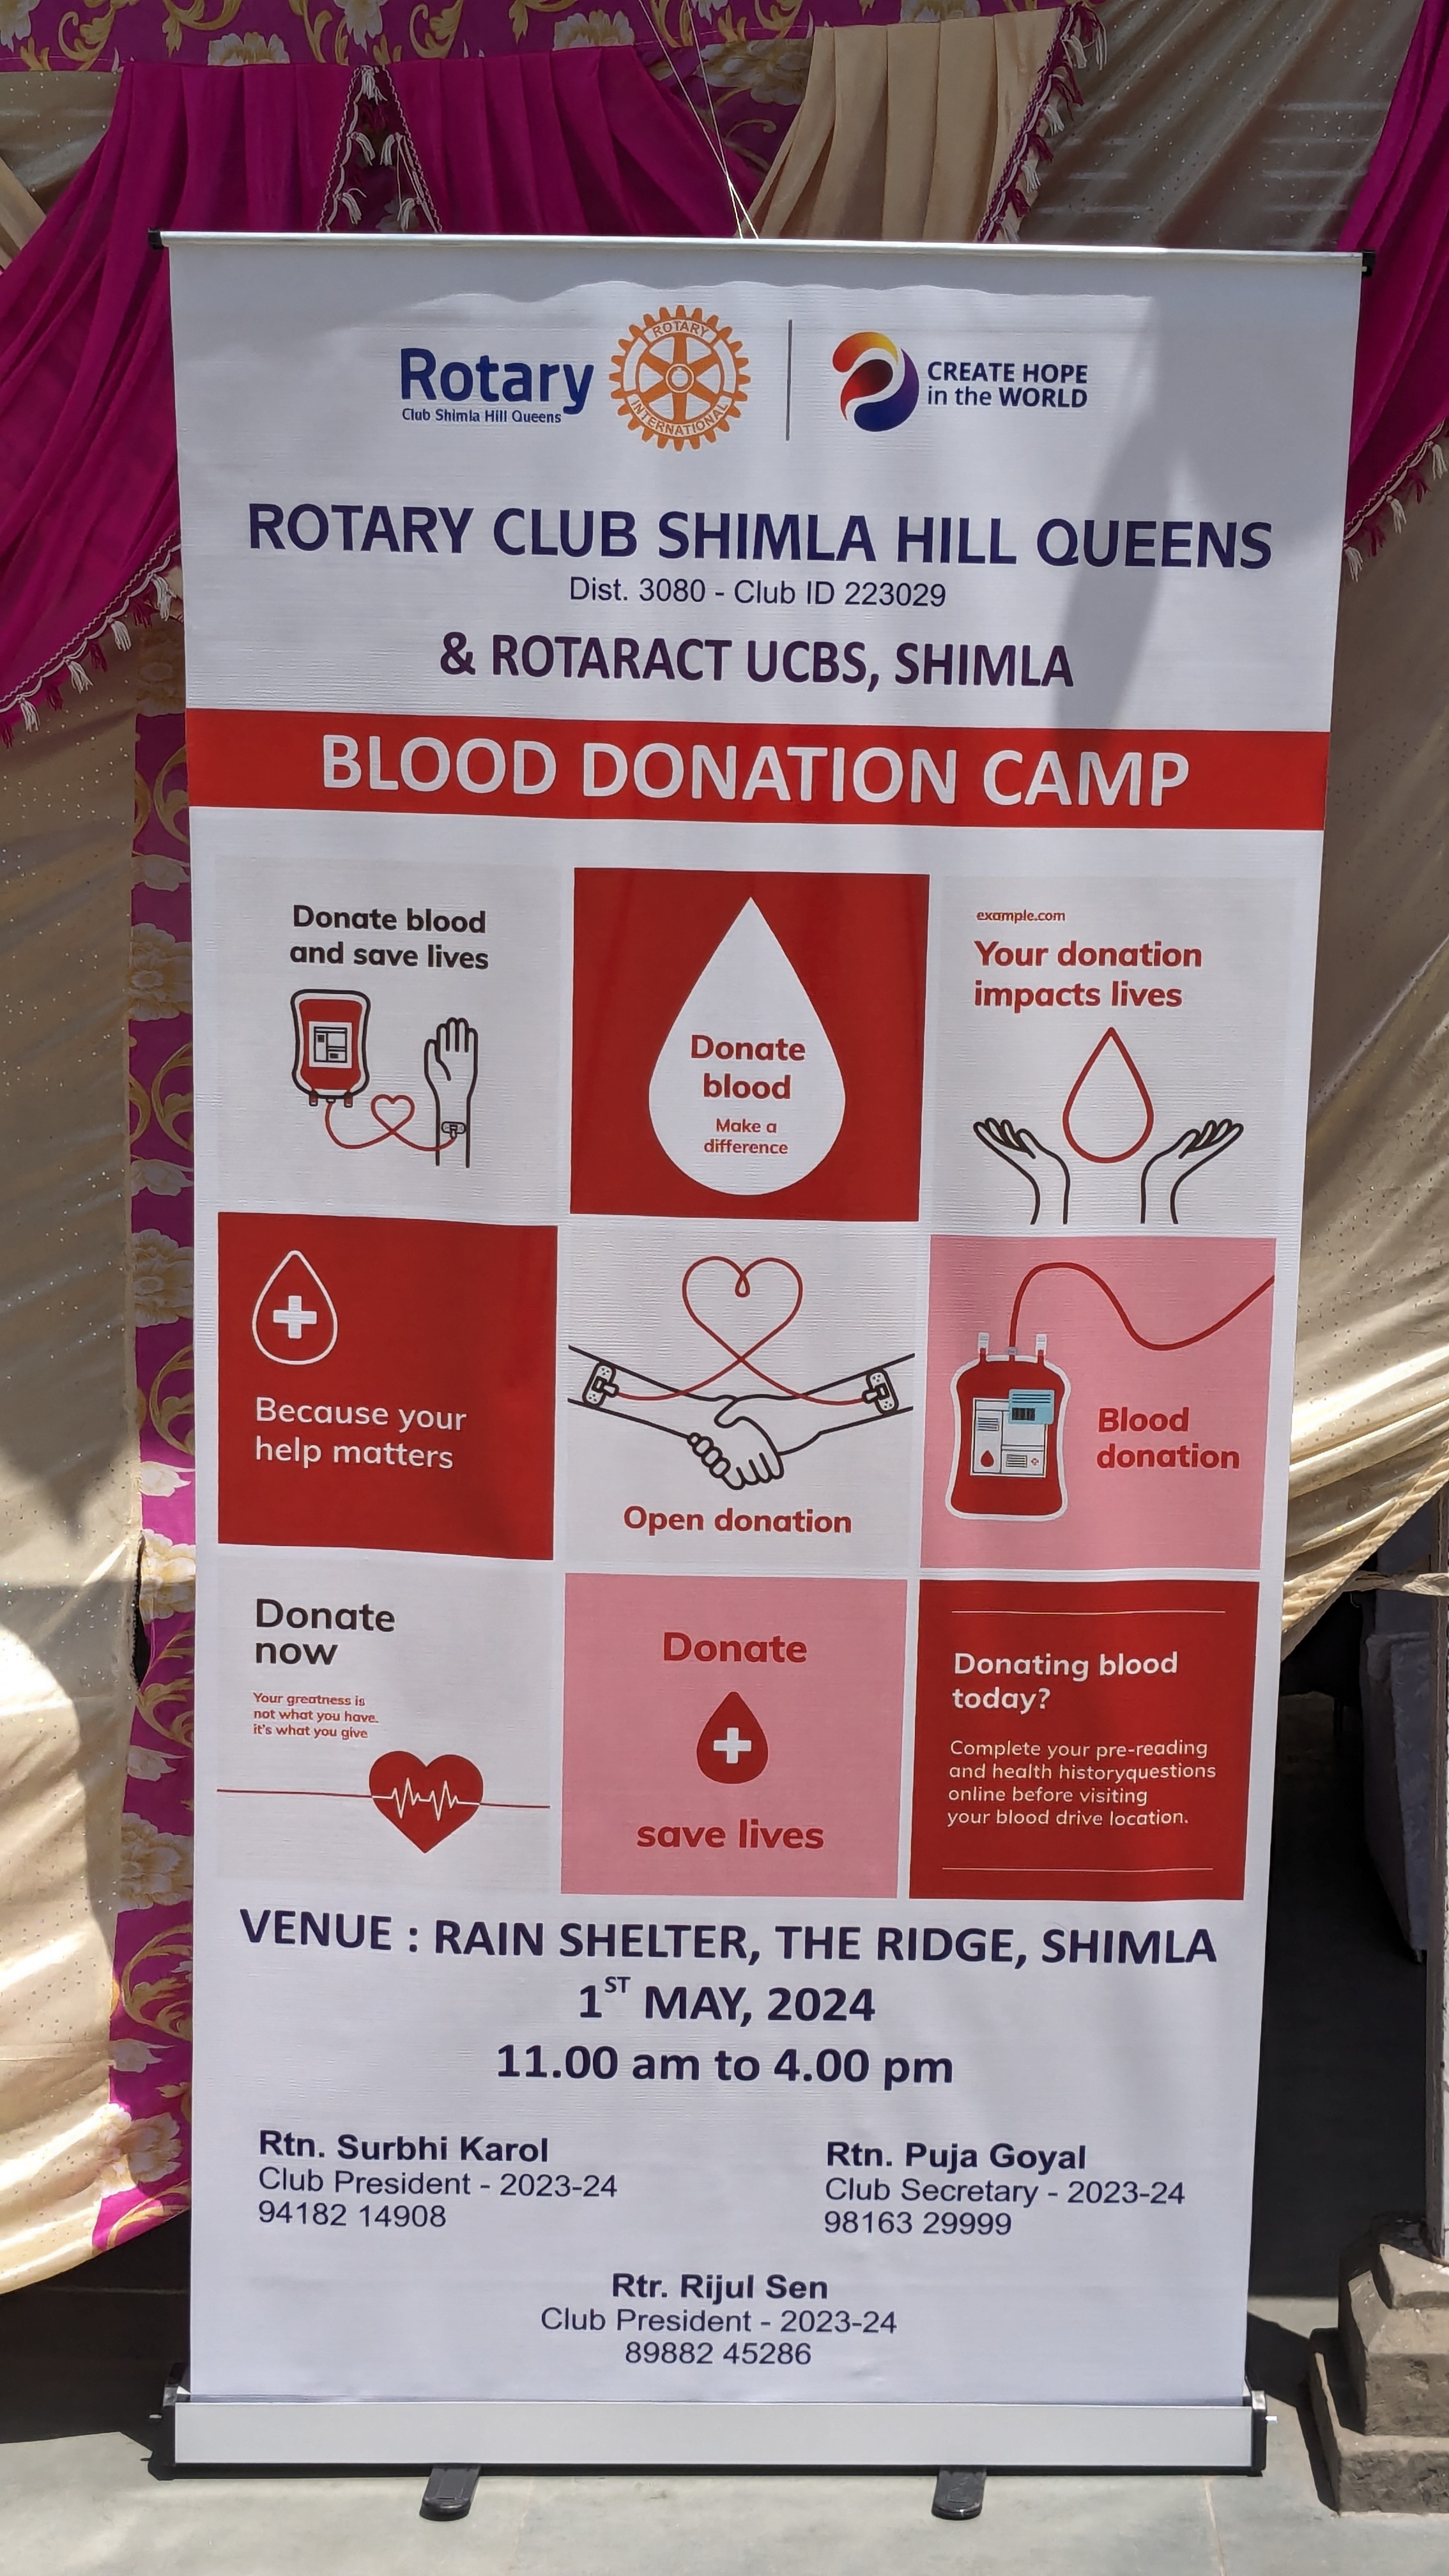 Rotary
Club Shimla Hill Queens
ROTARY
INTERNATIONAL
CREATE HOPE
in the WORLD
ROTARY CLUB SHIMLA HILL QUEENS
Dist. 3080 - Club ID 223029
& ROTARACT UCBS, SHIMLA
BLOOD DONATION CAMP
Donate blood
and save lives
Donate
blood
Make a
difference
example.com
Your donation
impacts lives
Because your
help matters
Open donation
Blood
donation
Donate
now
Your greatness is
not what you have.
it's what you give
Donate
save lives
Donating blood
today?
Complete your pre-reading
and health historyquestions
online before visiting
your blood drive location.
VENUE : RAIN SHELTER, THE RIDGE, SHIMLA
1ST MAY, 2024
11.00 am to 4.00 pm
Rtn. Surbhi Karol
Club President - 2023-24
94182 14908
Rtn. Puja Goyal
Club Secretary - 2023-24
98163 29999
Rtr. Rijul Sen
Club President - 2023-24
89882 45286